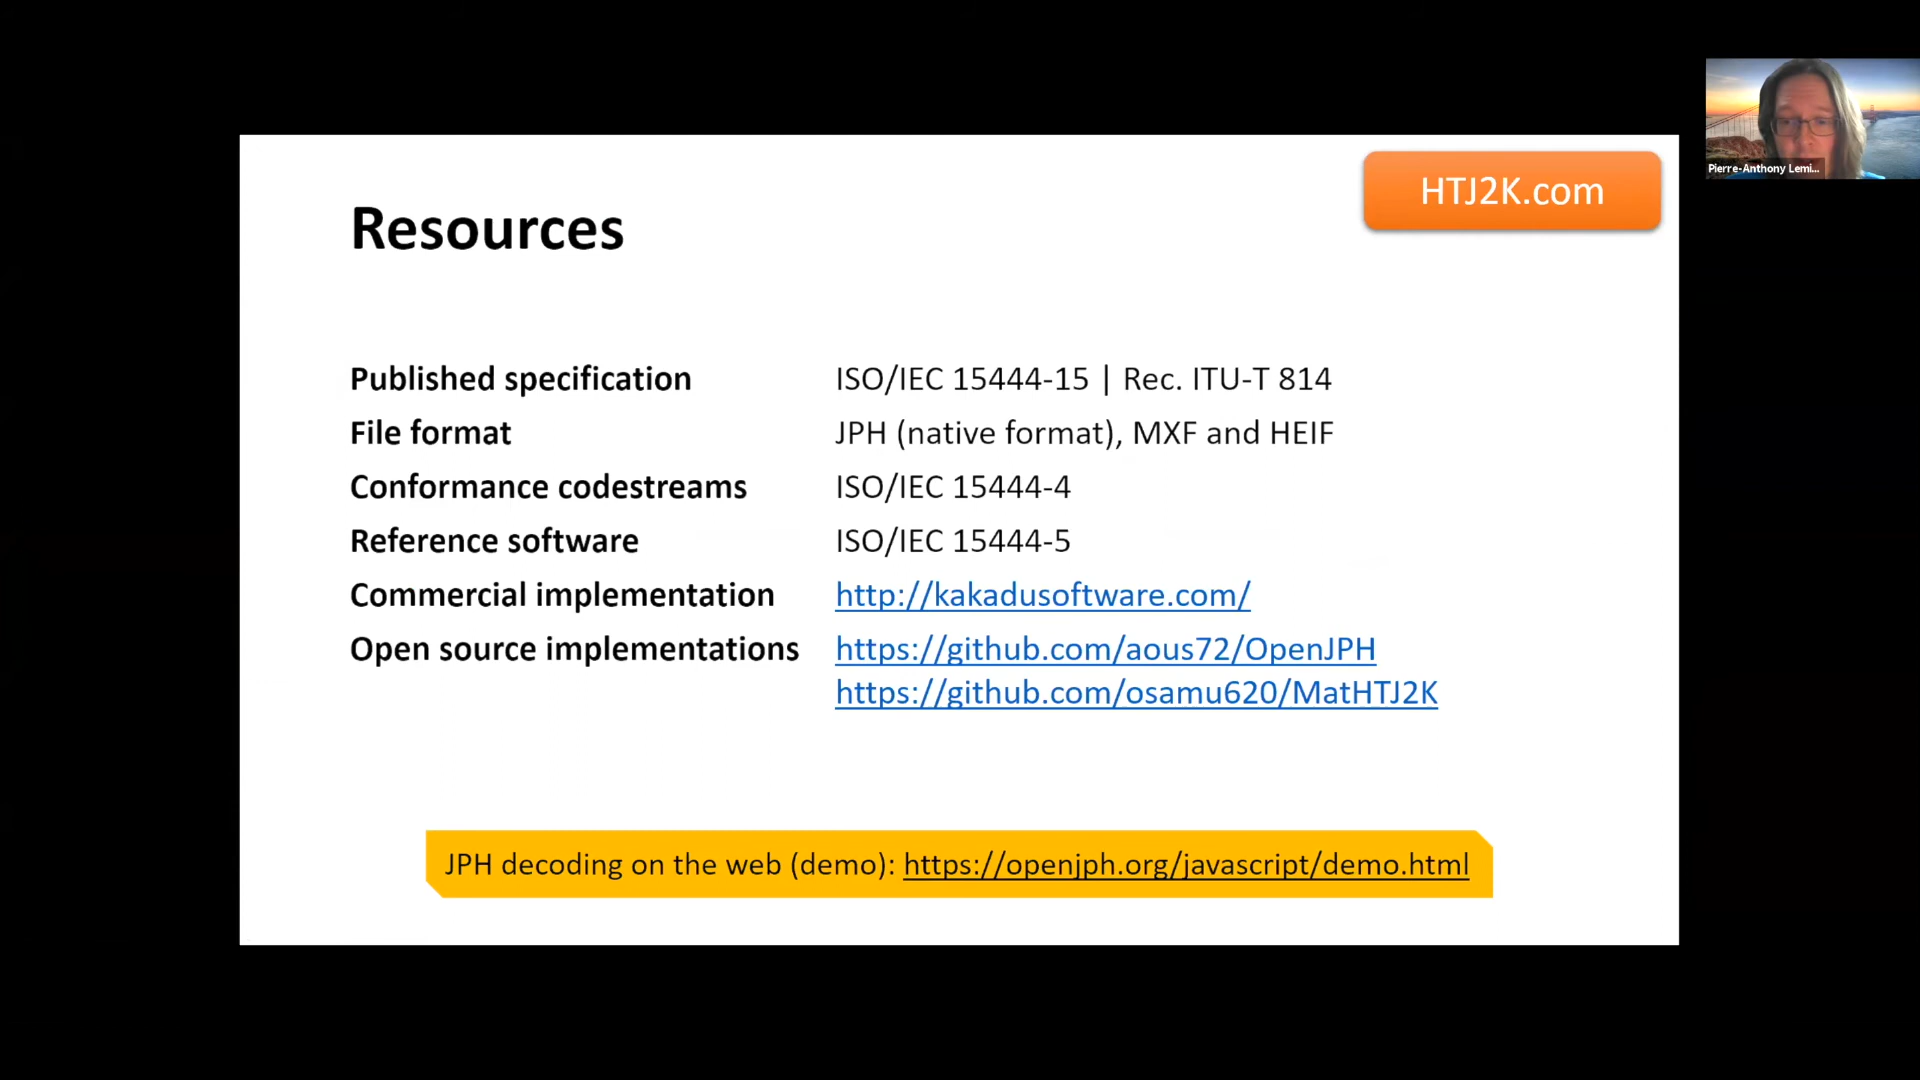 HTJ2K.com
Pierre-Anthony Lemi...
Resources
Published specification ISO/IEC 15444-15 | Rec. ITU-T 814
File format JPH (native format), MXF and HEIF
Conformance codestreams ISO/IEC 15444-4
Reference software ISO/IEC 15444-5
Commercial implementation http://kakadusoftware.com/
Open source implementations https://github.com/aous72/OpenJPH
https://github.com/osamu620/MatHTJ2K
JPH decoding on the web (demo): https://openjph.org/javascript/demo.html